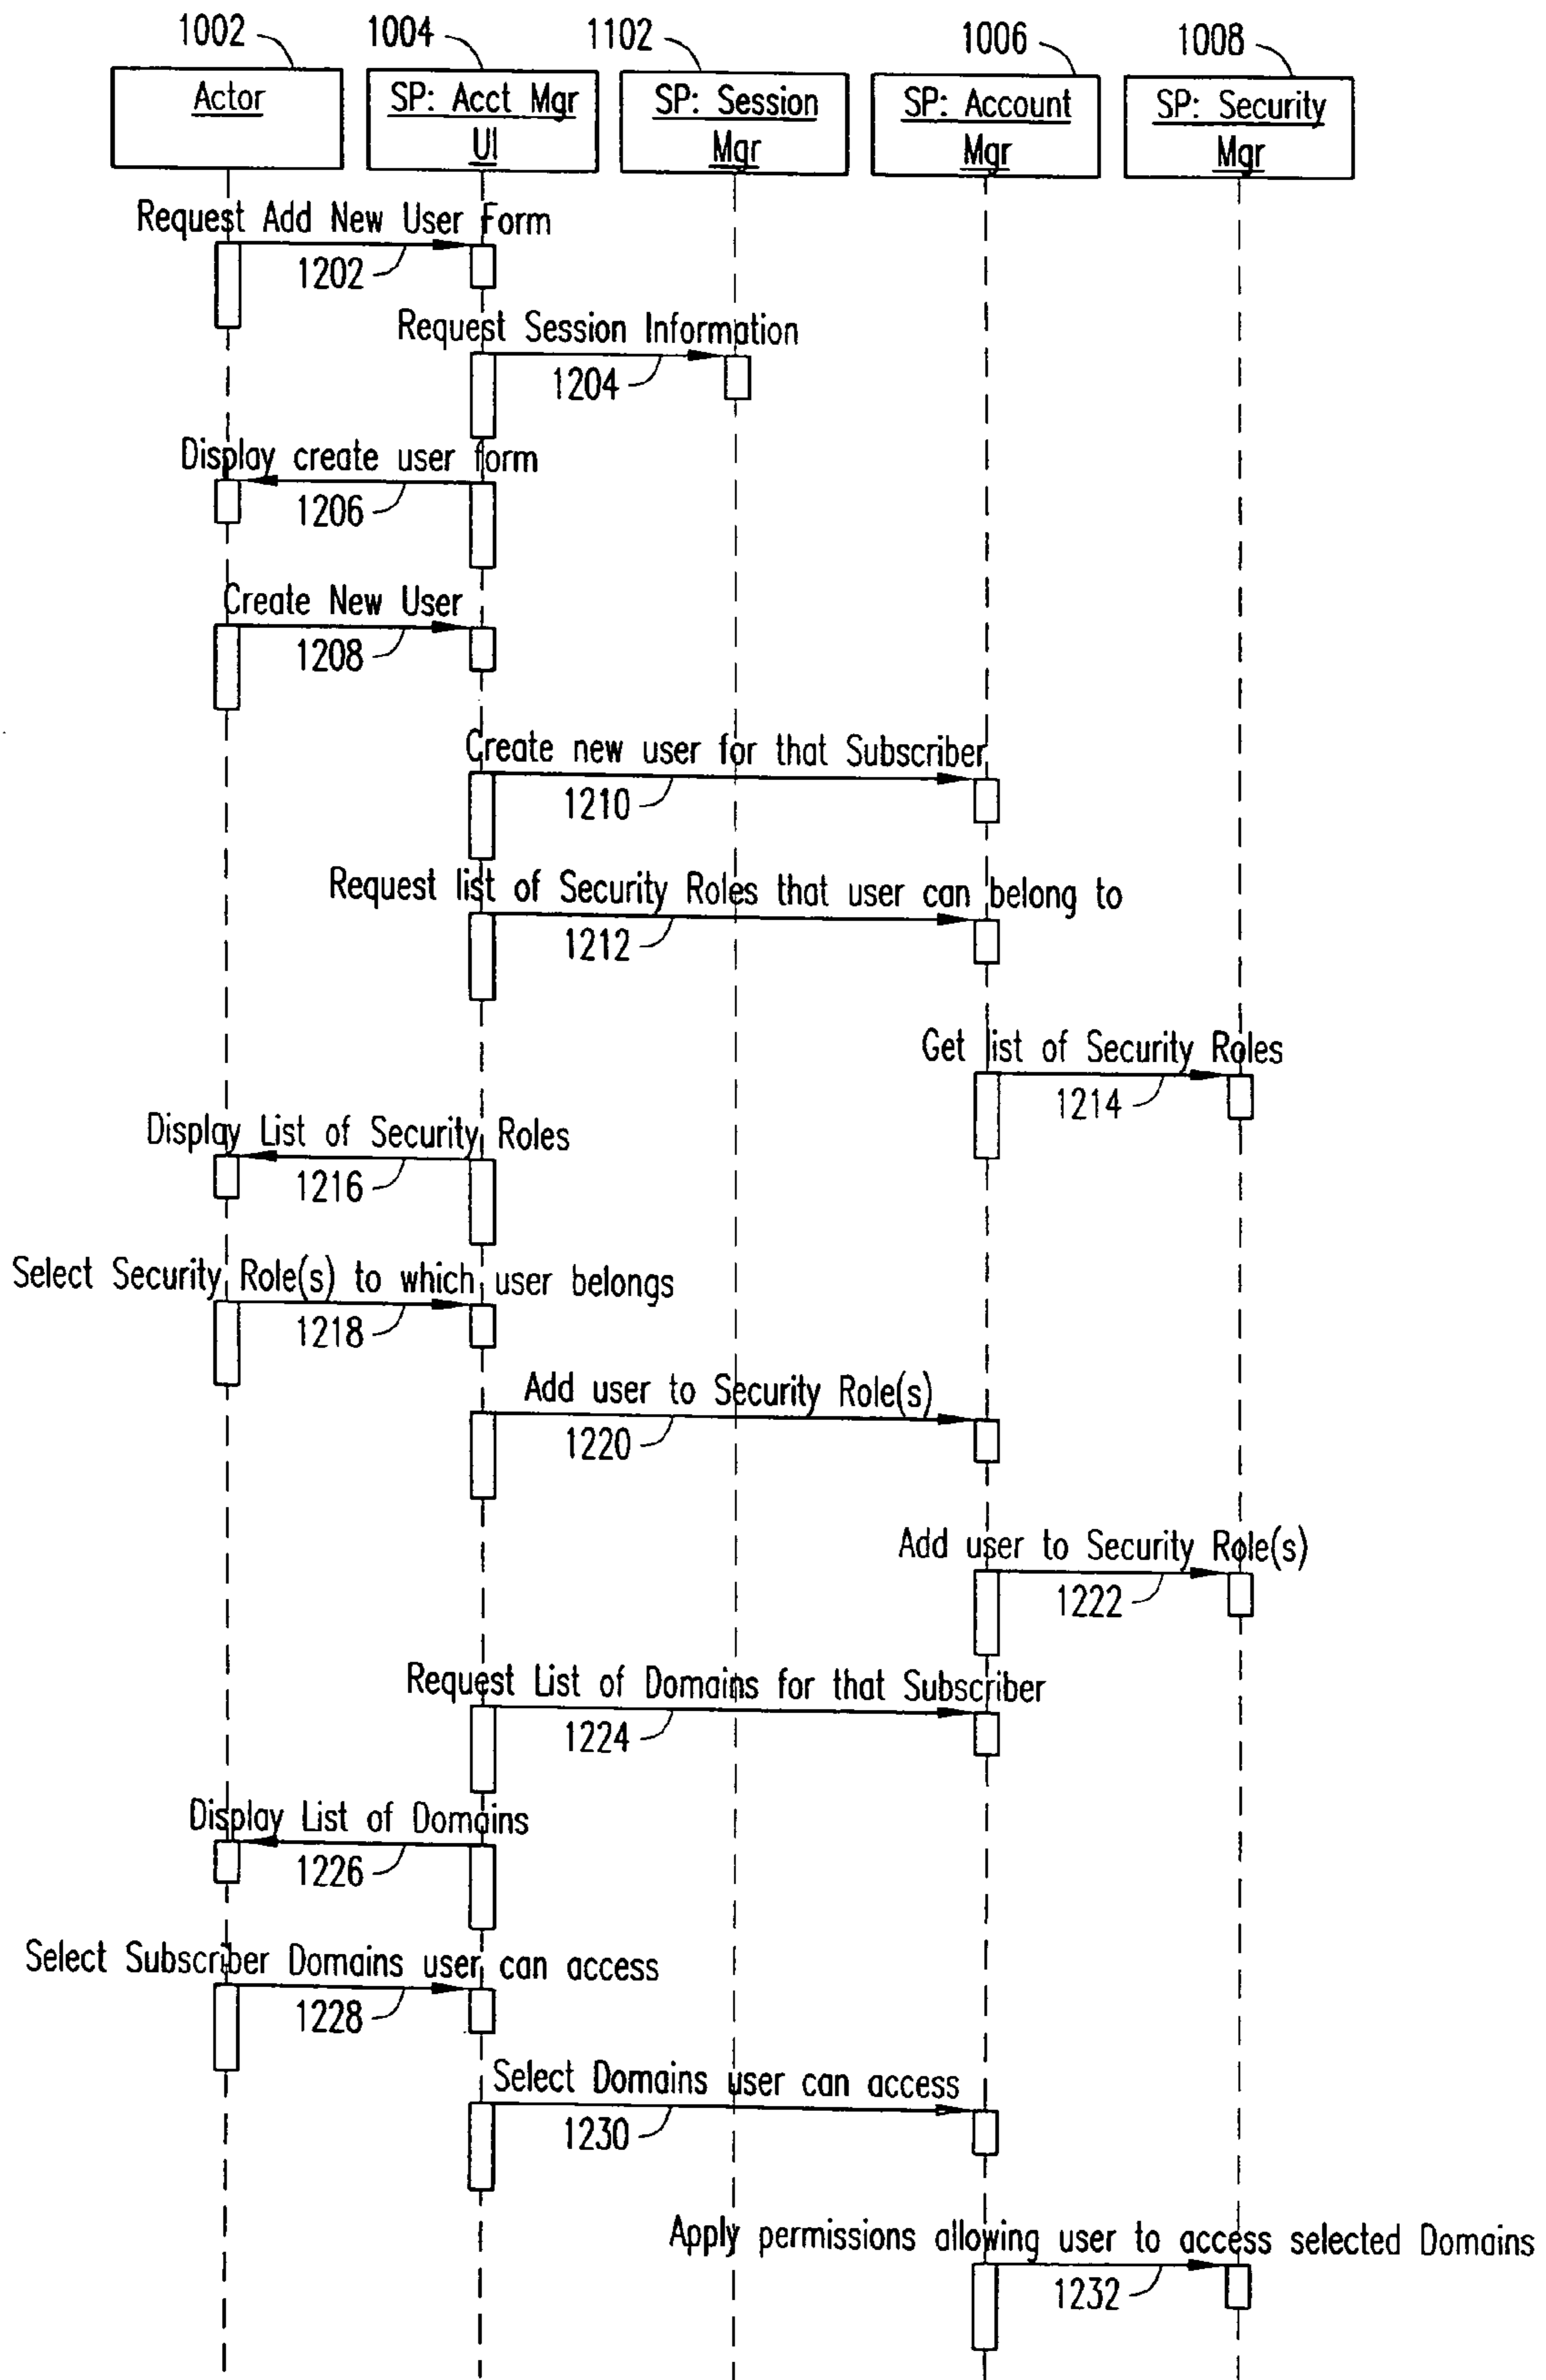 1002 1004 1102 1006 1008
Actor SP: Acct Mgr SP: Session SP: Account SP: Security
UI Mgr Mgr Mgr
Request Add New User Form
1202
Request Session Information
1204
Display create user form
1206
Create New User
1208
Create new user for that Subscriber
1210
Request list of Security Roles that user can belong to
1212
Get list of Security Roles
1214
Display List of Security Roles
1216
Select Security Role(s) to which user belongs
1218
Add user to Security Role(s)
1220
Add user to Security Role(s)
1222
Request List of Domains for that Subscriber
1224
Display List of Domains
1226
Select Subscriber Domains user can access
1228
Select Domains user can access
1230
Apply permissions allowing user to access selected Domains
1232